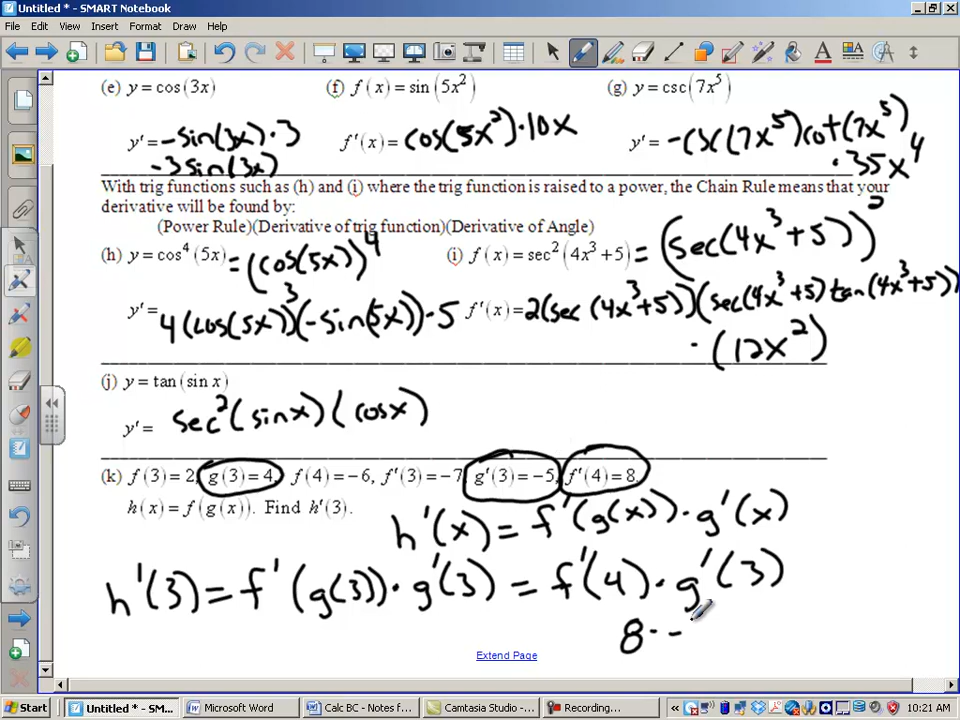 Untitled * - SMART Notebook
File Edit View Insert Format Draw Help
(e) y = cos(3x) (f) f(x) = sin(5x²) (g) y = csc(7x⁵)
y' = -sin(3x)·3 f'(x) = cos(5x²)·10x y' = -csc(7x⁵)cot(7x⁵)
-3sin(3x) ·35x⁴
With trig functions such as (h) and (i) where the trig function is raised to a power, the Chain Rule means that your
derivative will be found by:
(Power Rule)(Derivative of trig function)(Derivative of Angle)
(h) y = cos⁴(5x) = (cos(5x))⁴ (i) f(x) = sec²(4x³+5) = (sec(4x³+5))²
y' = 4(cos(5x))³(-sin(5x))·5 f'(x) = 2(sec(4x³+5))(sec(4x³+5)tan(4x³+5))
·(12x²)
(j) y = tan(sin x)
y' = sec²(sinx)(cosx)
(k) f(3) = 2, g(3) = 4, f(4) = −6, f'(3) = −7, g'(3) = −5, f'(4) = 8.
h(x) = f(g(x)). Find h'(3).
h'(x) = f'(g(x))·g'(x)
h'(3) = f'(g(3))·g'(3) = f'(4)·g'(3)
8·-
Extend Page
Start Untitled * - SM... Microsoft Word Calc BC - Notes f... Camtasia Studio - ... Recording... « 10:21 AM